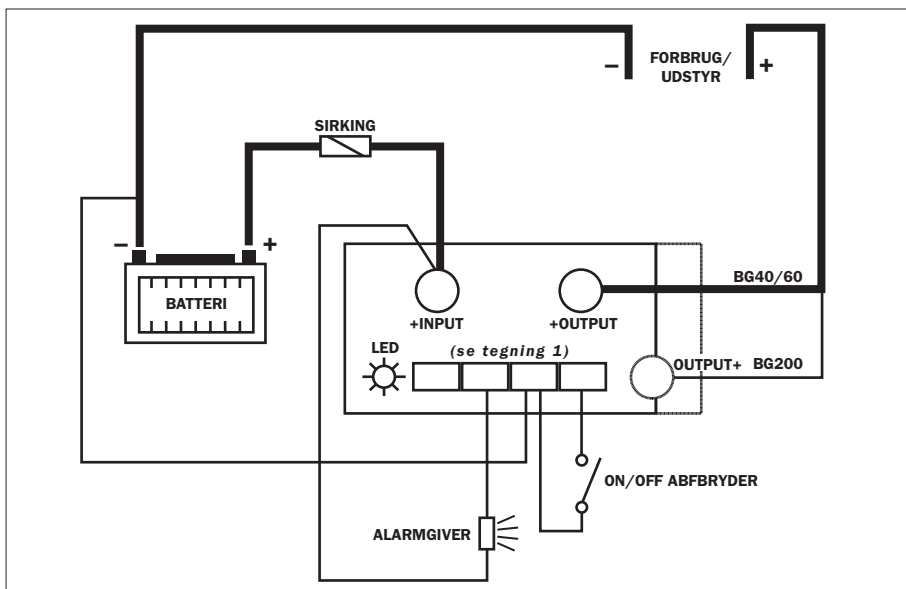 –
FORBRUG/
UDSTYR
+
SIRKING
–
+
BATTERI
BG40/60
+INPUT
+OUTPUT
LED
(se tegning 1)
OUTPUT+ BG200
ON/OFF ABFBRYDER
ALARMGIVER